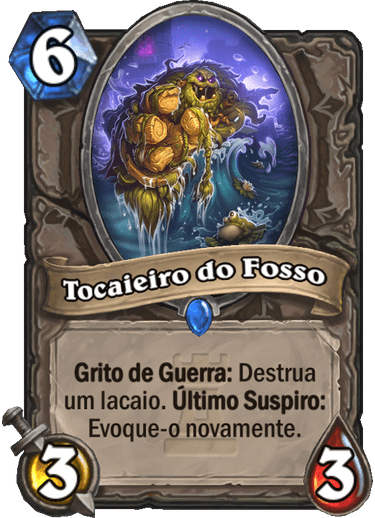 6
Tocaieiro do Fosso
Grito de Guerra: Destrua
um lacaio. Último Suspiro:
Evoque-o novamente.
3
3